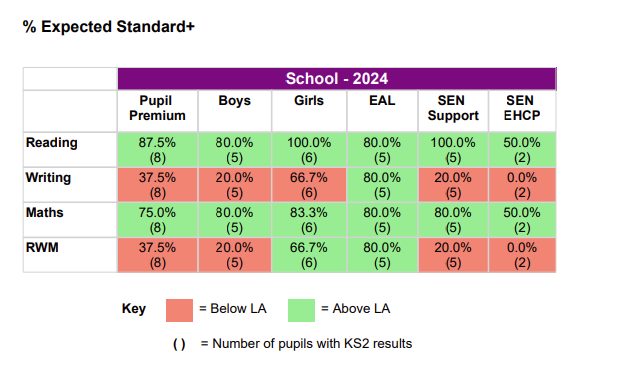 % Expected Standard+
School - 2024
Pupil Premium Boys Girls EAL SEN Support SEN EHCP
Reading 87.5% 80.0% 100.0% 80.0% 100.0% 50.0%
(8) (5) (6) (5) (5) (2)
Writing 37.5% 20.0% 66.7% 80.0% 20.0% 0.0%
(8) (5) (6) (5) (5) (2)
Maths 75.0% 80.0% 83.3% 80.0% 80.0% 50.0%
(8) (5) (6) (5) (5) (2)
RWM 37.5% 20.0% 66.7% 80.0% 20.0% 0.0%
(8) (5) (6) (5) (5) (2)
Key = Below LA = Above LA
( ) = Number of pupils with KS2 results